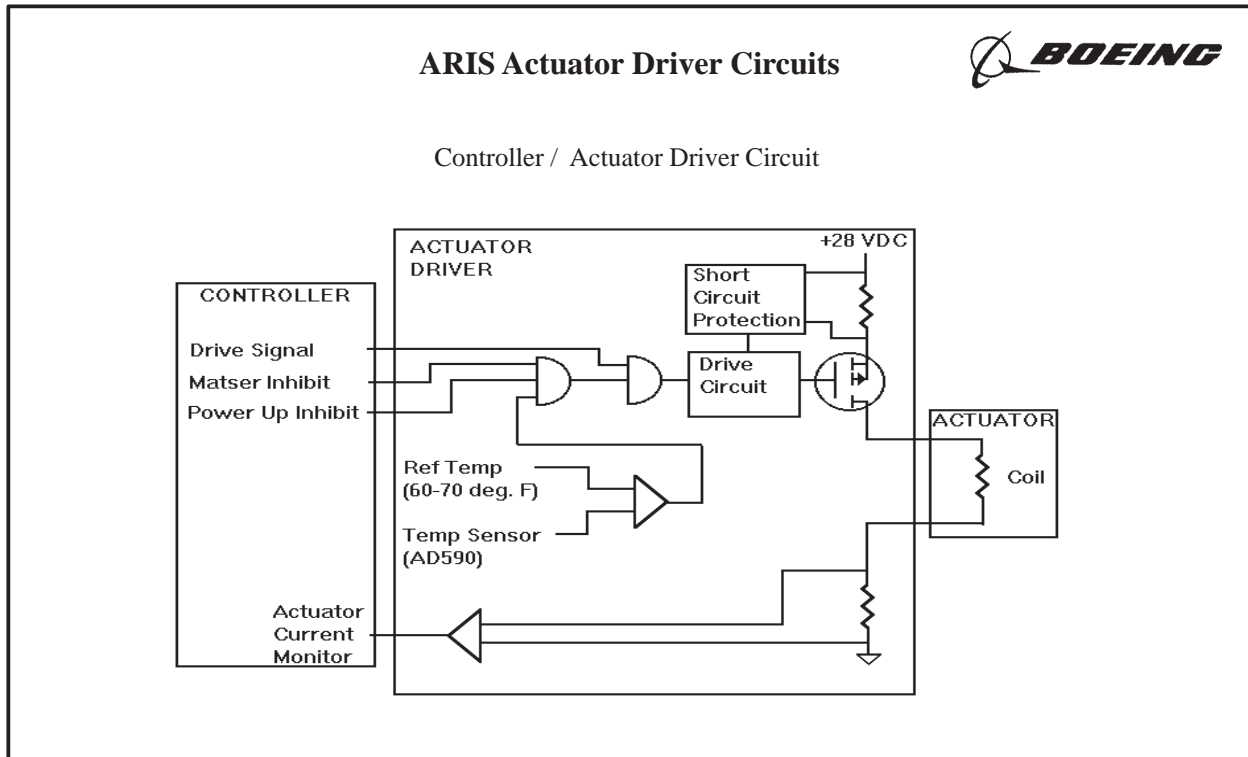 ARIS Actuator Driver Circuits
BOEING
Controller / Actuator Driver Circuit
ACTUATOR
DRIVER
+28 VDC
Short
Circuit
Protection
CONTROLLER
Drive Signal
Matser Inhibit
Power Up Inhibit
Drive
Circuit
ACTUATOR
Coil
Ref Temp
(60-70 deg. F)
Temp Sensor
(AD590)
Actuator
Current
Monitor